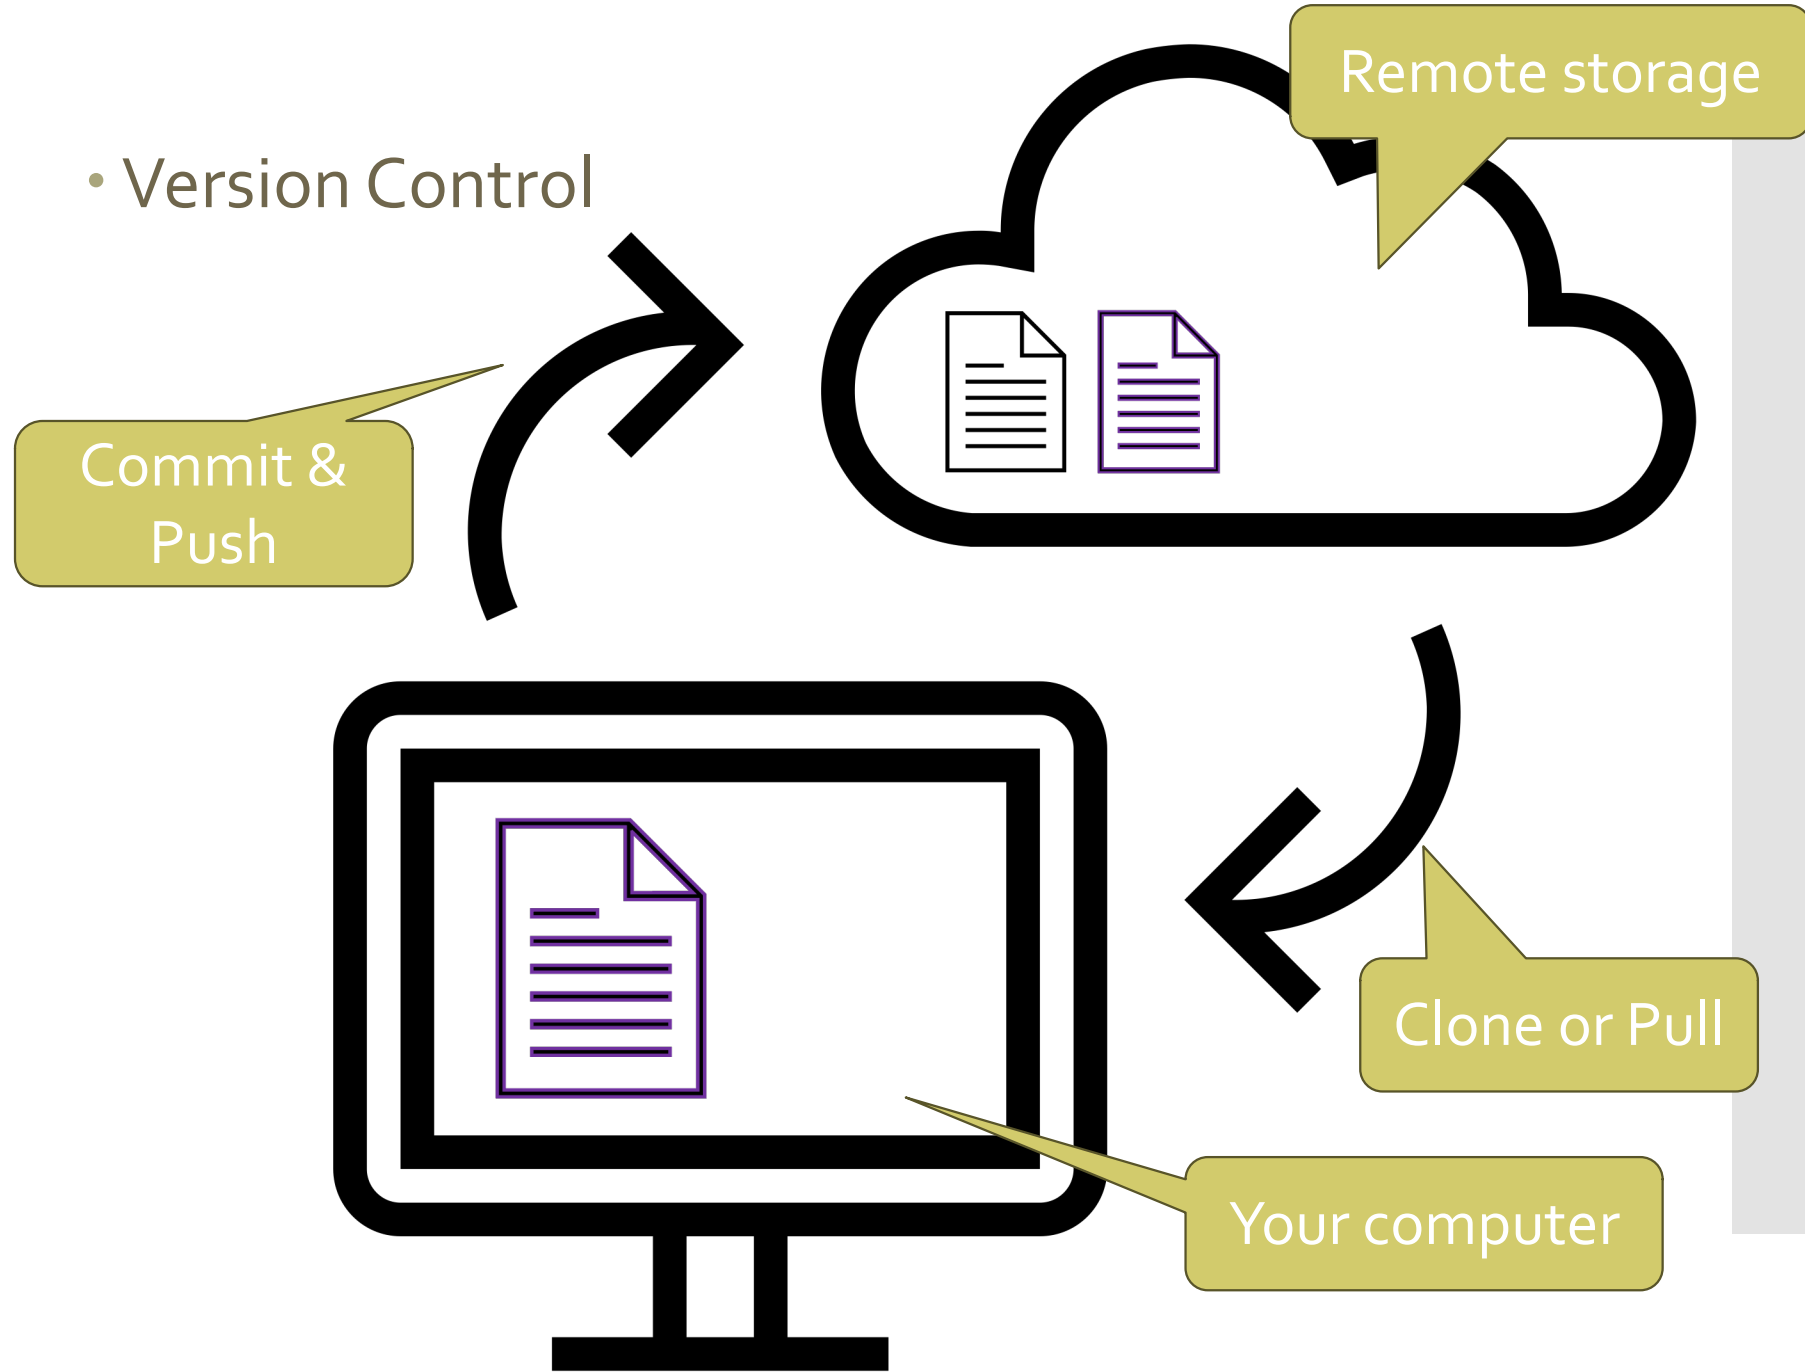 Remote storage
• Version Control
Commit &
Push
Clone or Pull
Your computer